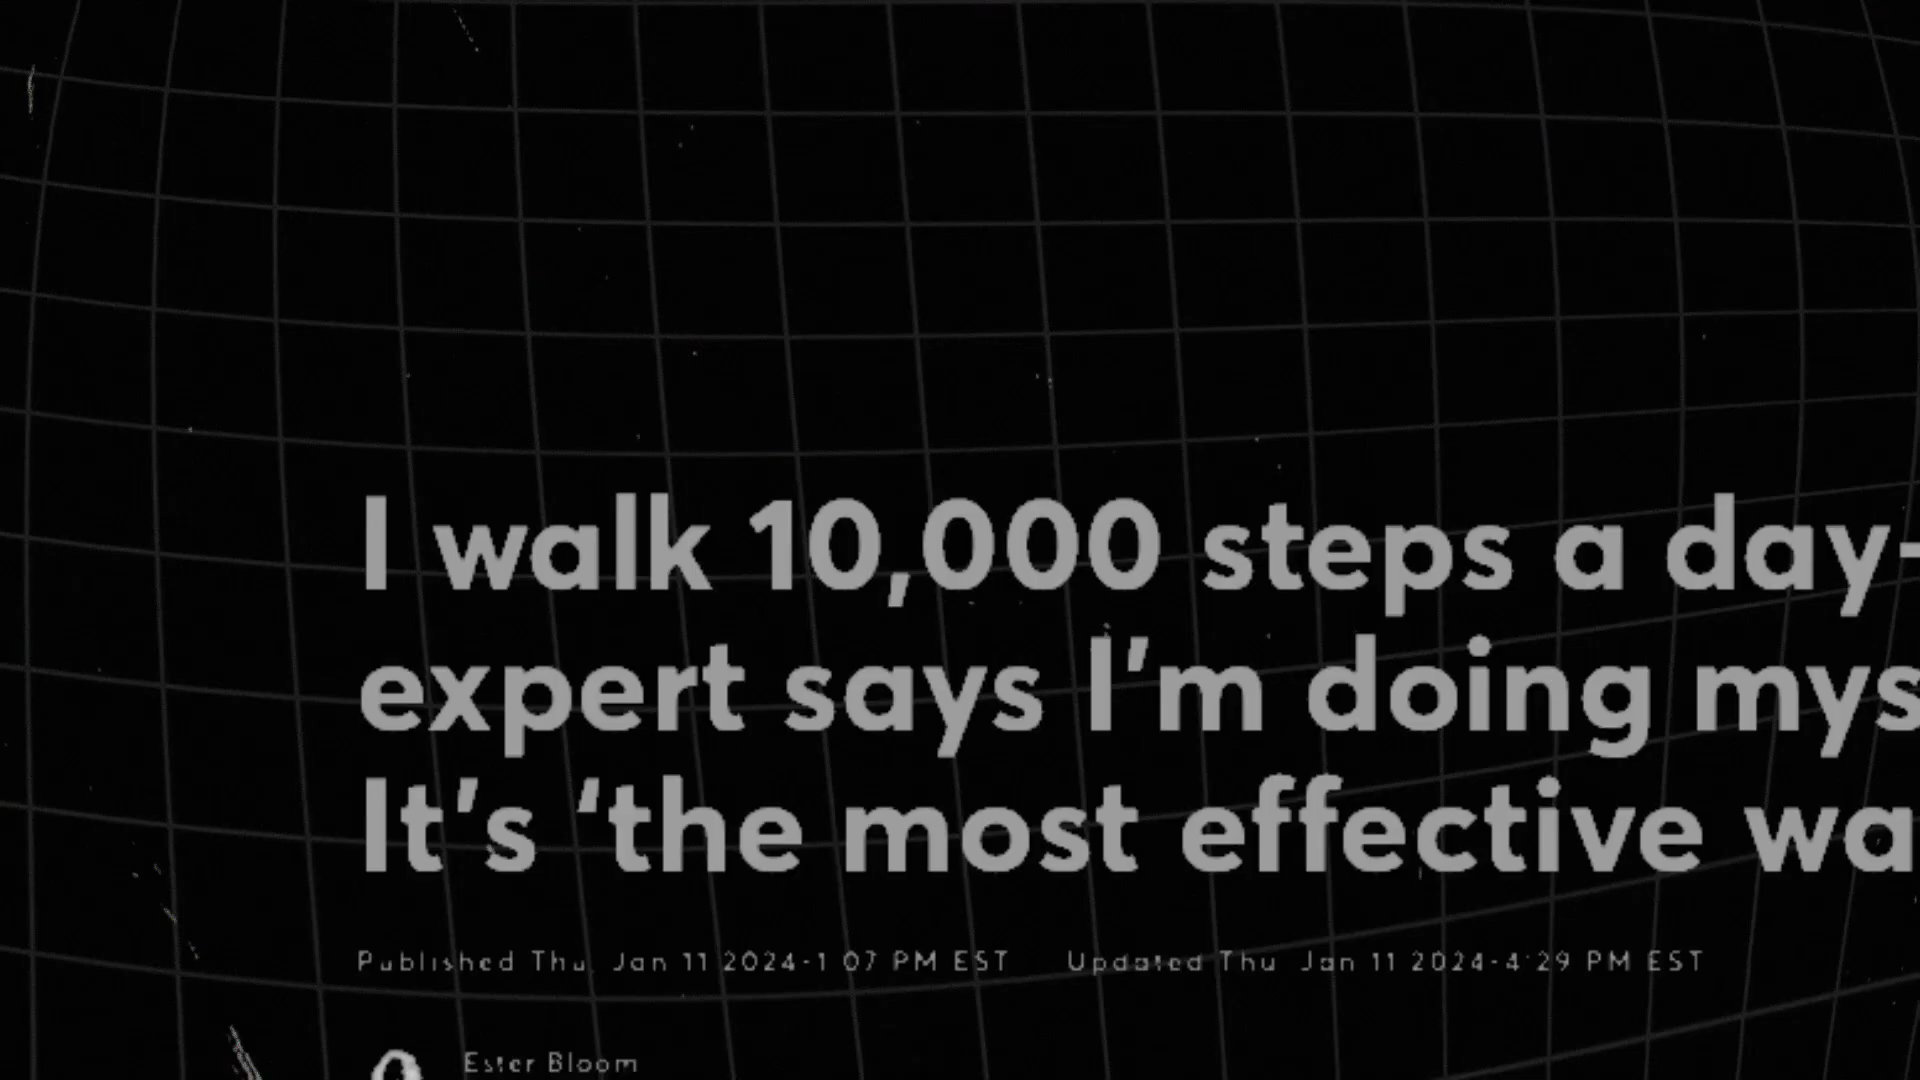 I walk 10,000 steps a day-
expert says I'm doing mys
It's ‘the most effective wa
Published Thu, Jan 11 2024·1:07 PM EST Updated Thu, Jan 11 2024·4:29 PM EST
Ester Bloom